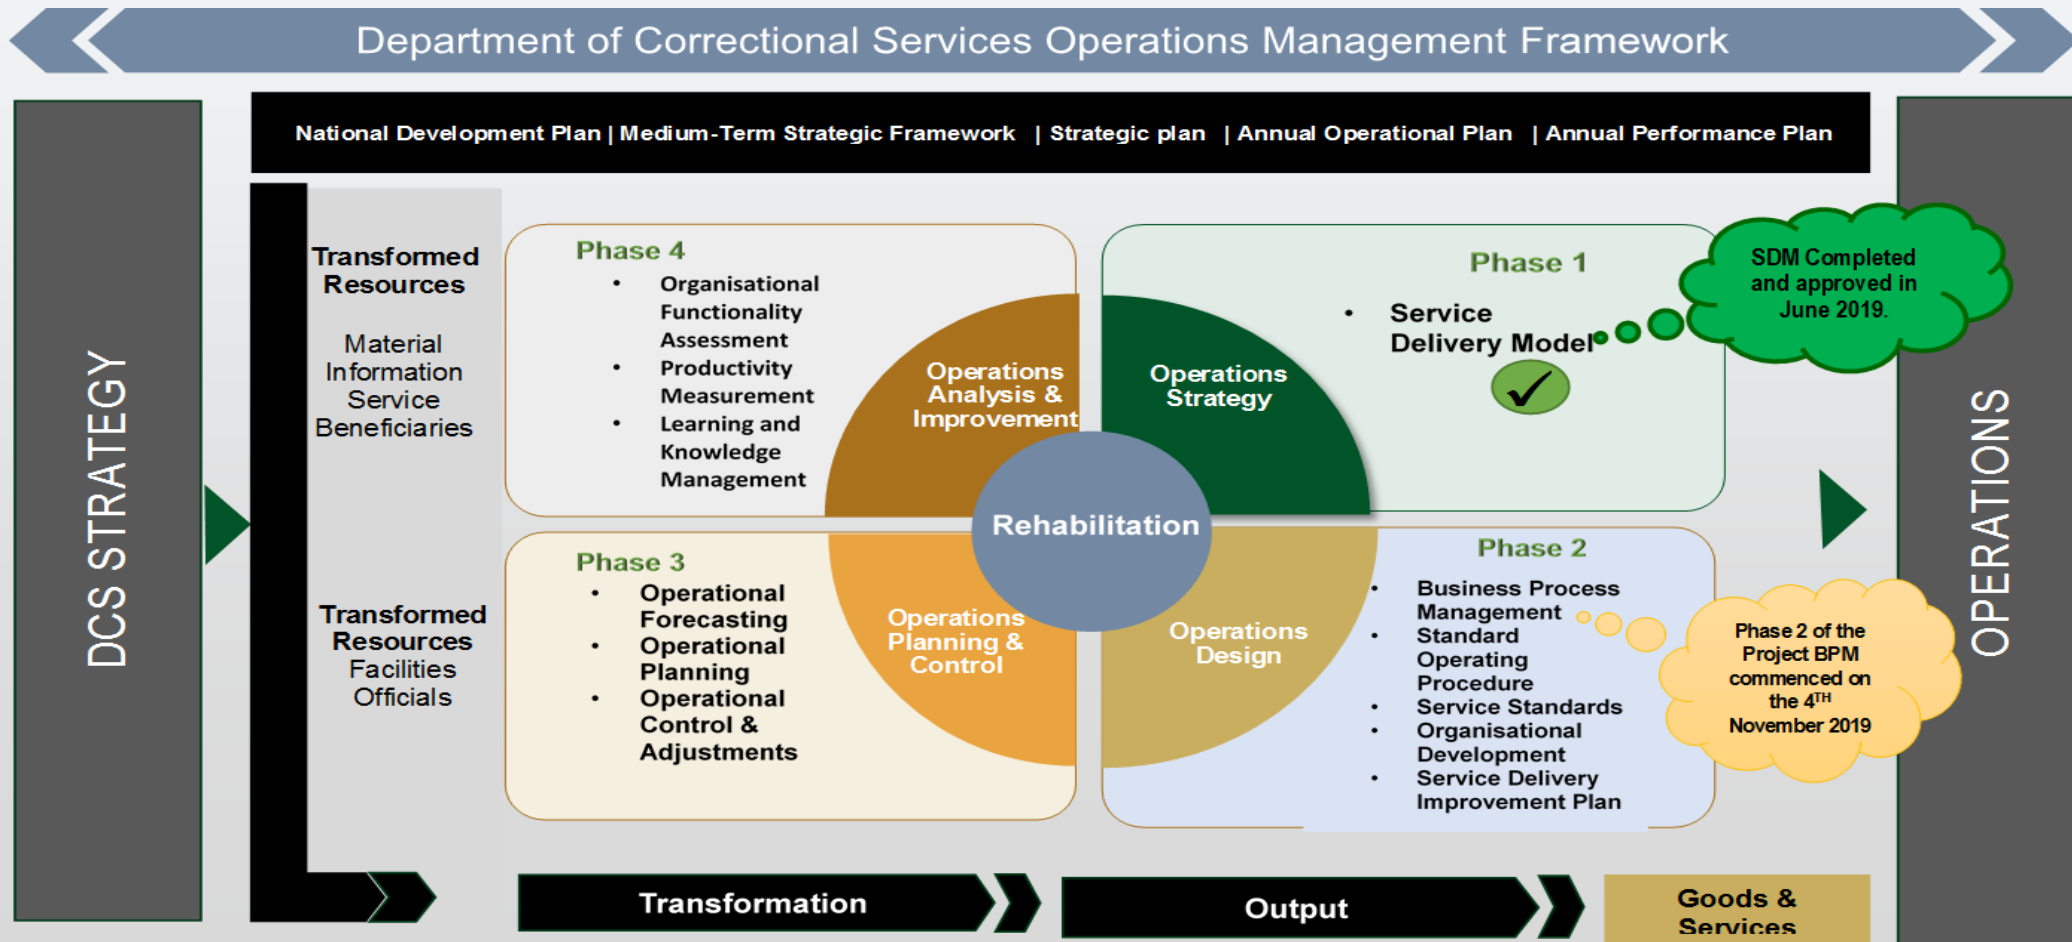 Department of Correctional Services Operations Management Framework
National Development Plan | Medium-Term Strategic Framework | Strategic plan | Annual Operational Plan | Annual Performance Plan
DCS STRATEGY
Transformed
Resources
Material
Information
Service
Beneficiaries
Transformed
Resources
Facilities
Officials
Phase 4
• Organisational
Functionality
Assessment
• Productivity
Measurement
• Learning and
Knowledge
Management
Operations
Analysis &
Improvement
Operations
Strategy
Phase 1
• Service
Delivery Model
✓
SDM Completed
and approved in
June 2019.
Rehabilitation
Phase 3
• Operational
Forecasting
• Operational
Planning
• Operational
Control &
Adjustments
Operations
Planning &
Control
Operations
Design
Phase 2
• Business Process
Management
• Standard
Operating
Procedure
• Service Standards
• Organisational
Development
• Service Delivery
Improvement Plan
Phase 2 of the
Project BPM
commenced on
the 4TH
November 2019
OPERATIONS
Transformation
Output
Goods &
Services